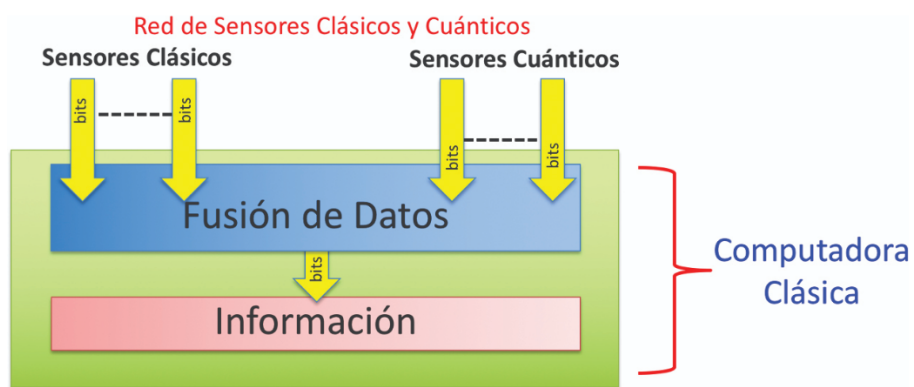 Red de Sensores Clásicos y Cuánticos
Sensores Clásicos
Sensores Cuánticos
bits
bits
bits
bits
Fusión de Datos
bits
Información
Computadora
Clásica